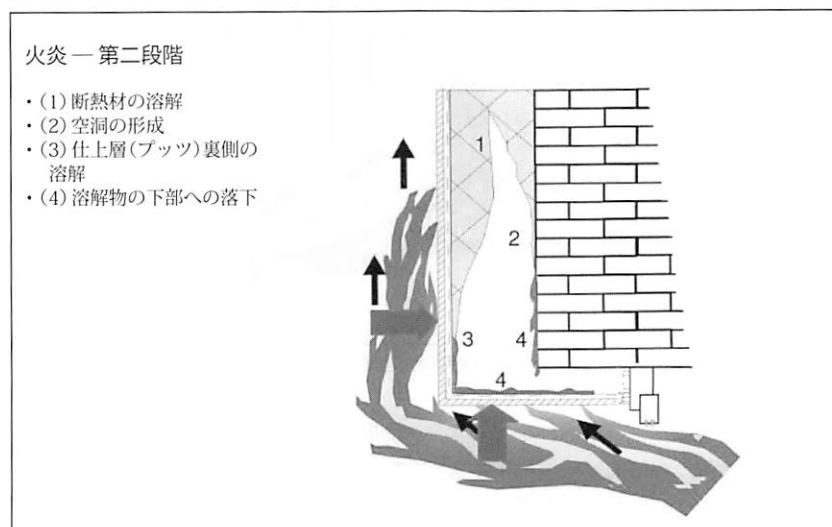 火炎 ― 第二段階
・(1) 断熱材の溶解
・(2) 空洞の形成
・(3) 仕上層(プッツ)裏側の
溶解
・(4) 溶解物の下部への落下
1
2
3
4
4